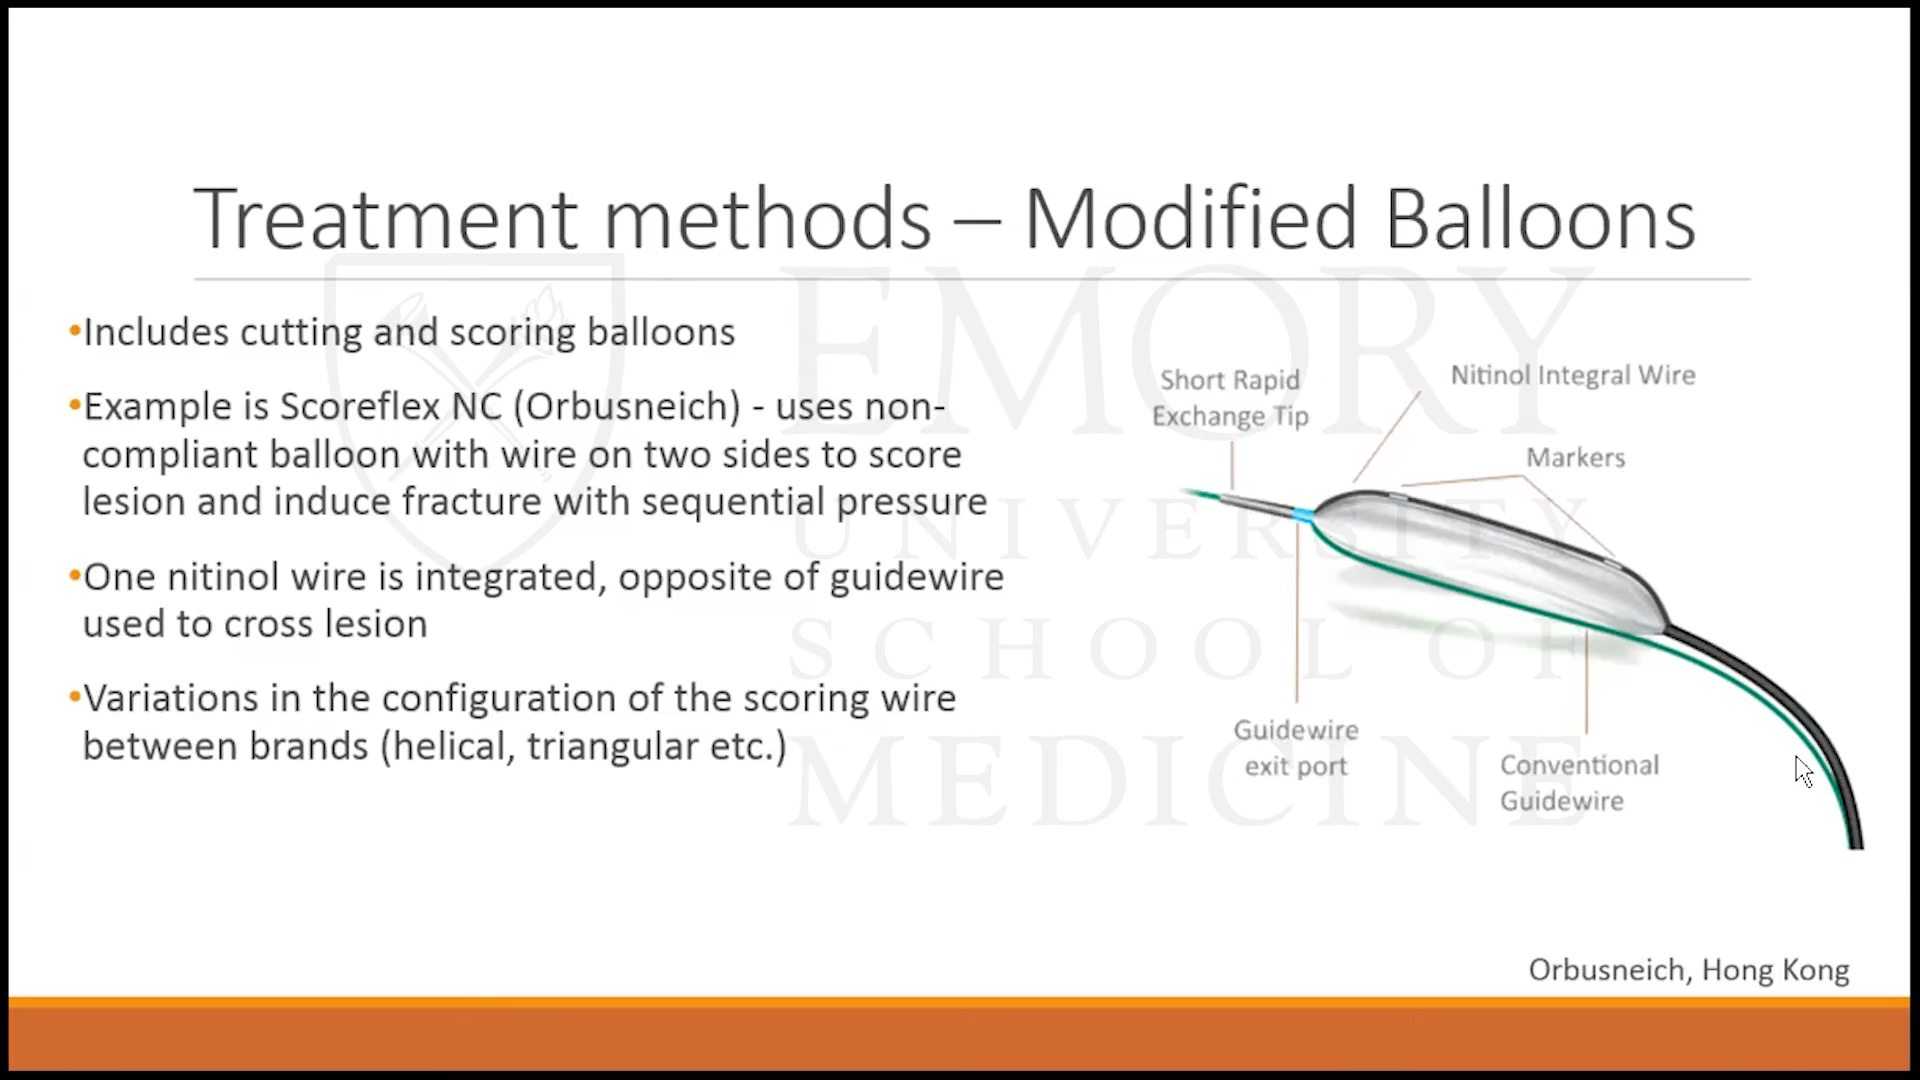 Treatment methods – Modified Balloons
•Includes cutting and scoring balloons
•Example is Scoreflex NC (Orbusneich) - uses non-
compliant balloon with wire on two sides to score
lesion and induce fracture with sequential pressure
•One nitinol wire is integrated, opposite of guidewire
used to cross lesion
•Variations in the configuration of the scoring wire
between brands (helical, triangular etc.)
Short Rapid
Exchange Tip
Nitinol Integral Wire
Markers
Guidewire
exit port
Conventional
Guidewire
EMORY
UNIVERSITY
SCHOOL OF
MEDICINE
Orbusneich, Hong Kong